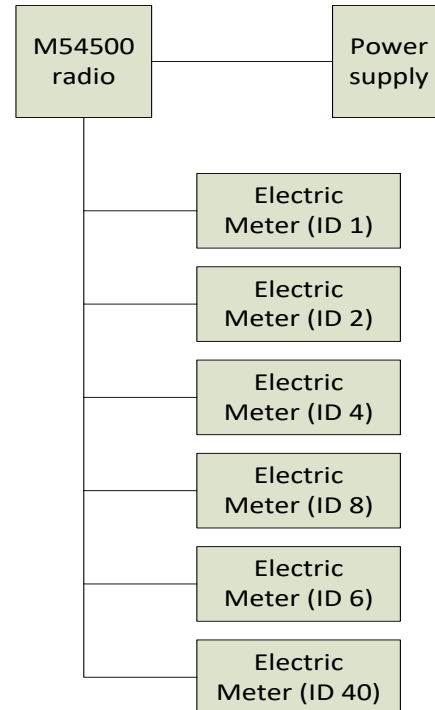 M54500
radio
Power
supply
Electric
Meter (ID 1)
Electric
Meter (ID 2)
Electric
Meter (ID 4)
Electric
Meter (ID 8)
Electric
Meter (ID 6)
Electric
Meter (ID 40)